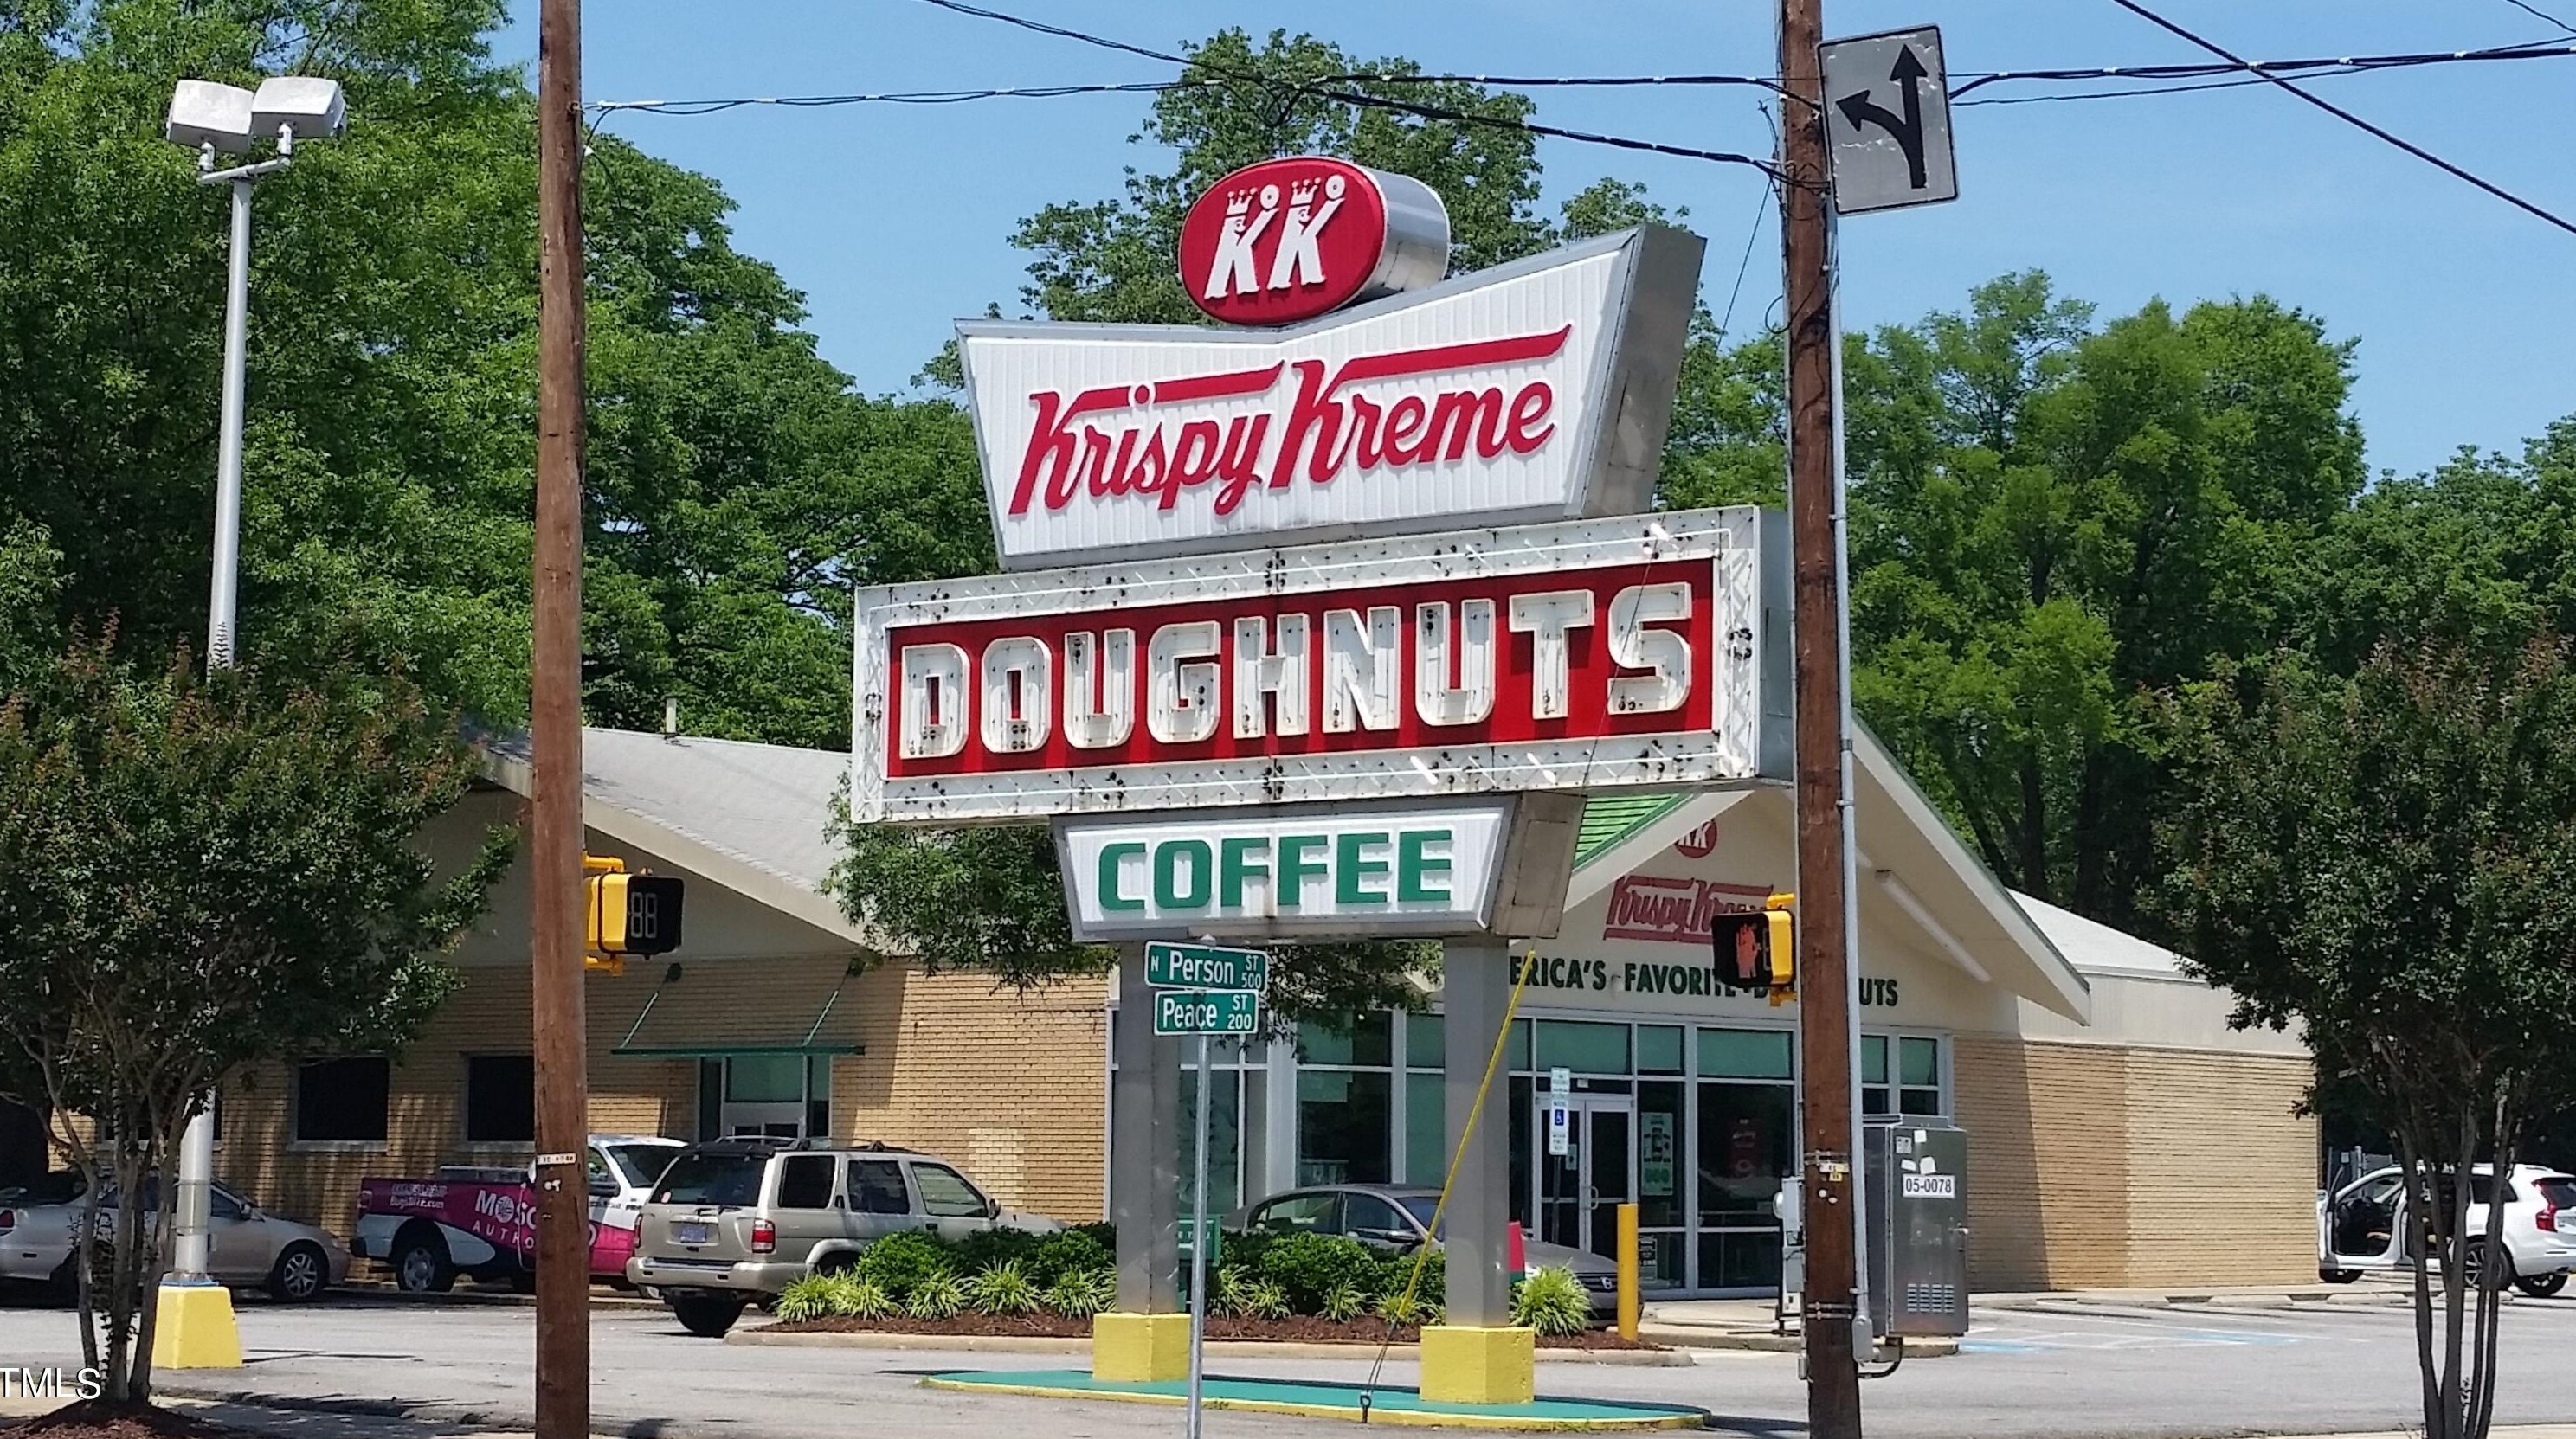 KK
Krispy Kreme
DOUGHNUTS
COFFEE
N Person ST 500
Peace ST 200
KK
Krispy Kreme
ERICA'S FAVORITE
UTS
05-0078
TMLS